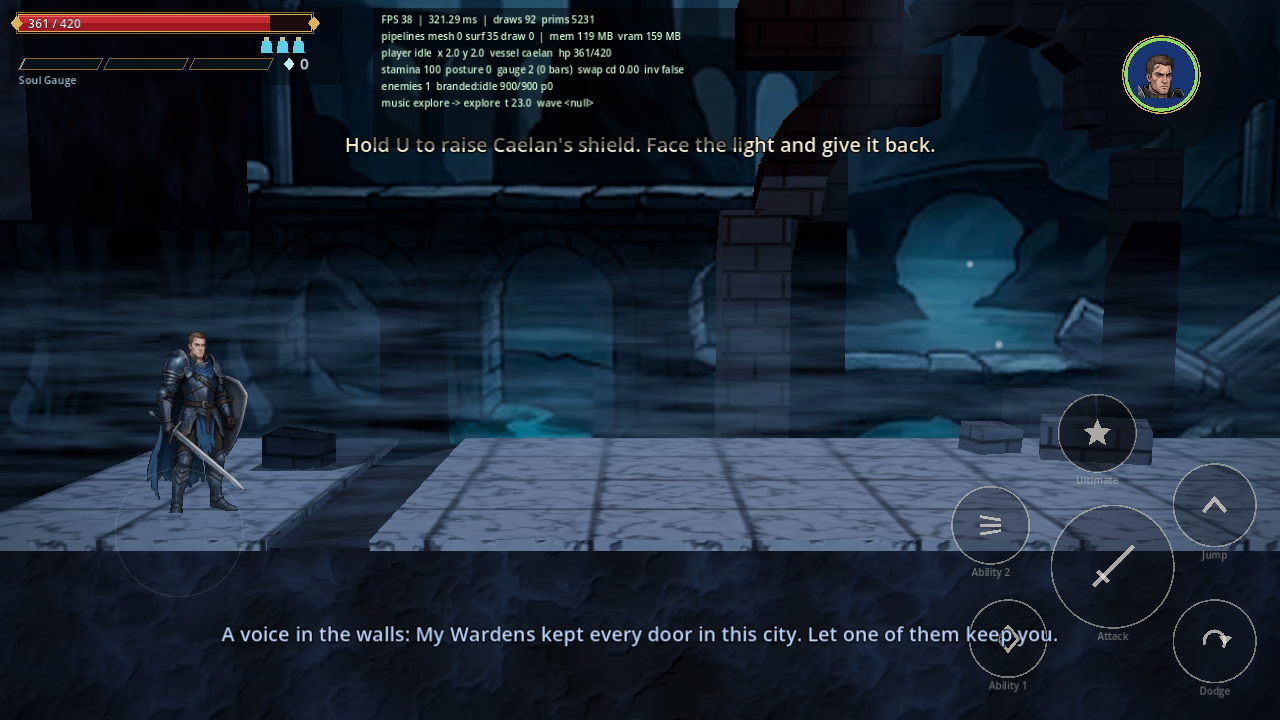 361 / 420
0
Soul Gauge
FPS 38 | 321.29 ms | draws 92 prims 5231
pipelines mesh 0 surf 35 draw 0 | mem 119 MB vram 159 MB
player idle x 2.0 y 2.0 vessel caelan hp 361/420
stamina 100 posture 0 gauge 2 (0 bars) swap cd 0.00 inv false
enemies 1 branded:idle 900/900 p0
music explore -> explore t 23.0 wave <null>
Hold U to raise Caelan's shield. Face the light and give it back.
Ultimate
Jump
Ability 2
Attack
A voice in the walls: My Wardens kept every door in this city. Let one of them keep you.
Ability 1
Dodge